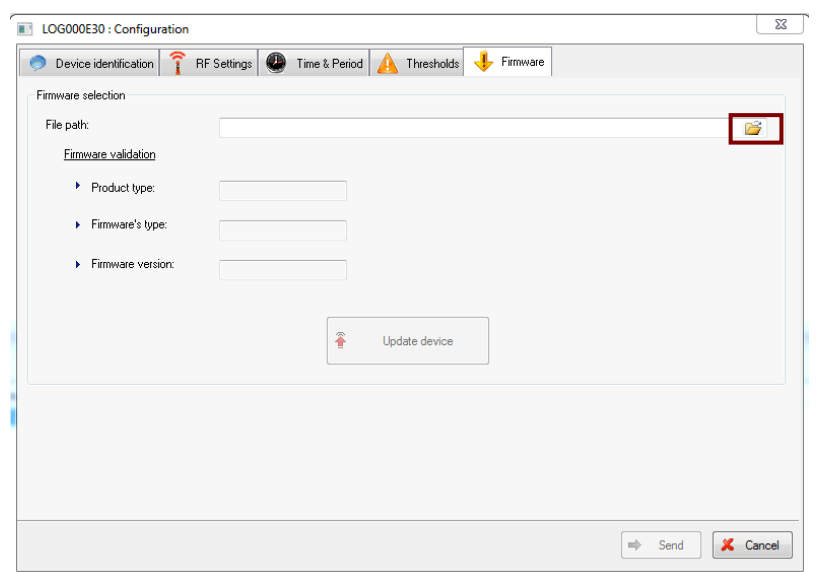 LOG000E30 : Configuration
Device identification RF Settings Time & Period Thresholds Firmware
Firmware selection
File path:
Firmware validation
Product type:
Firmware's type:
Firmware version:
Update device
Send Cancel